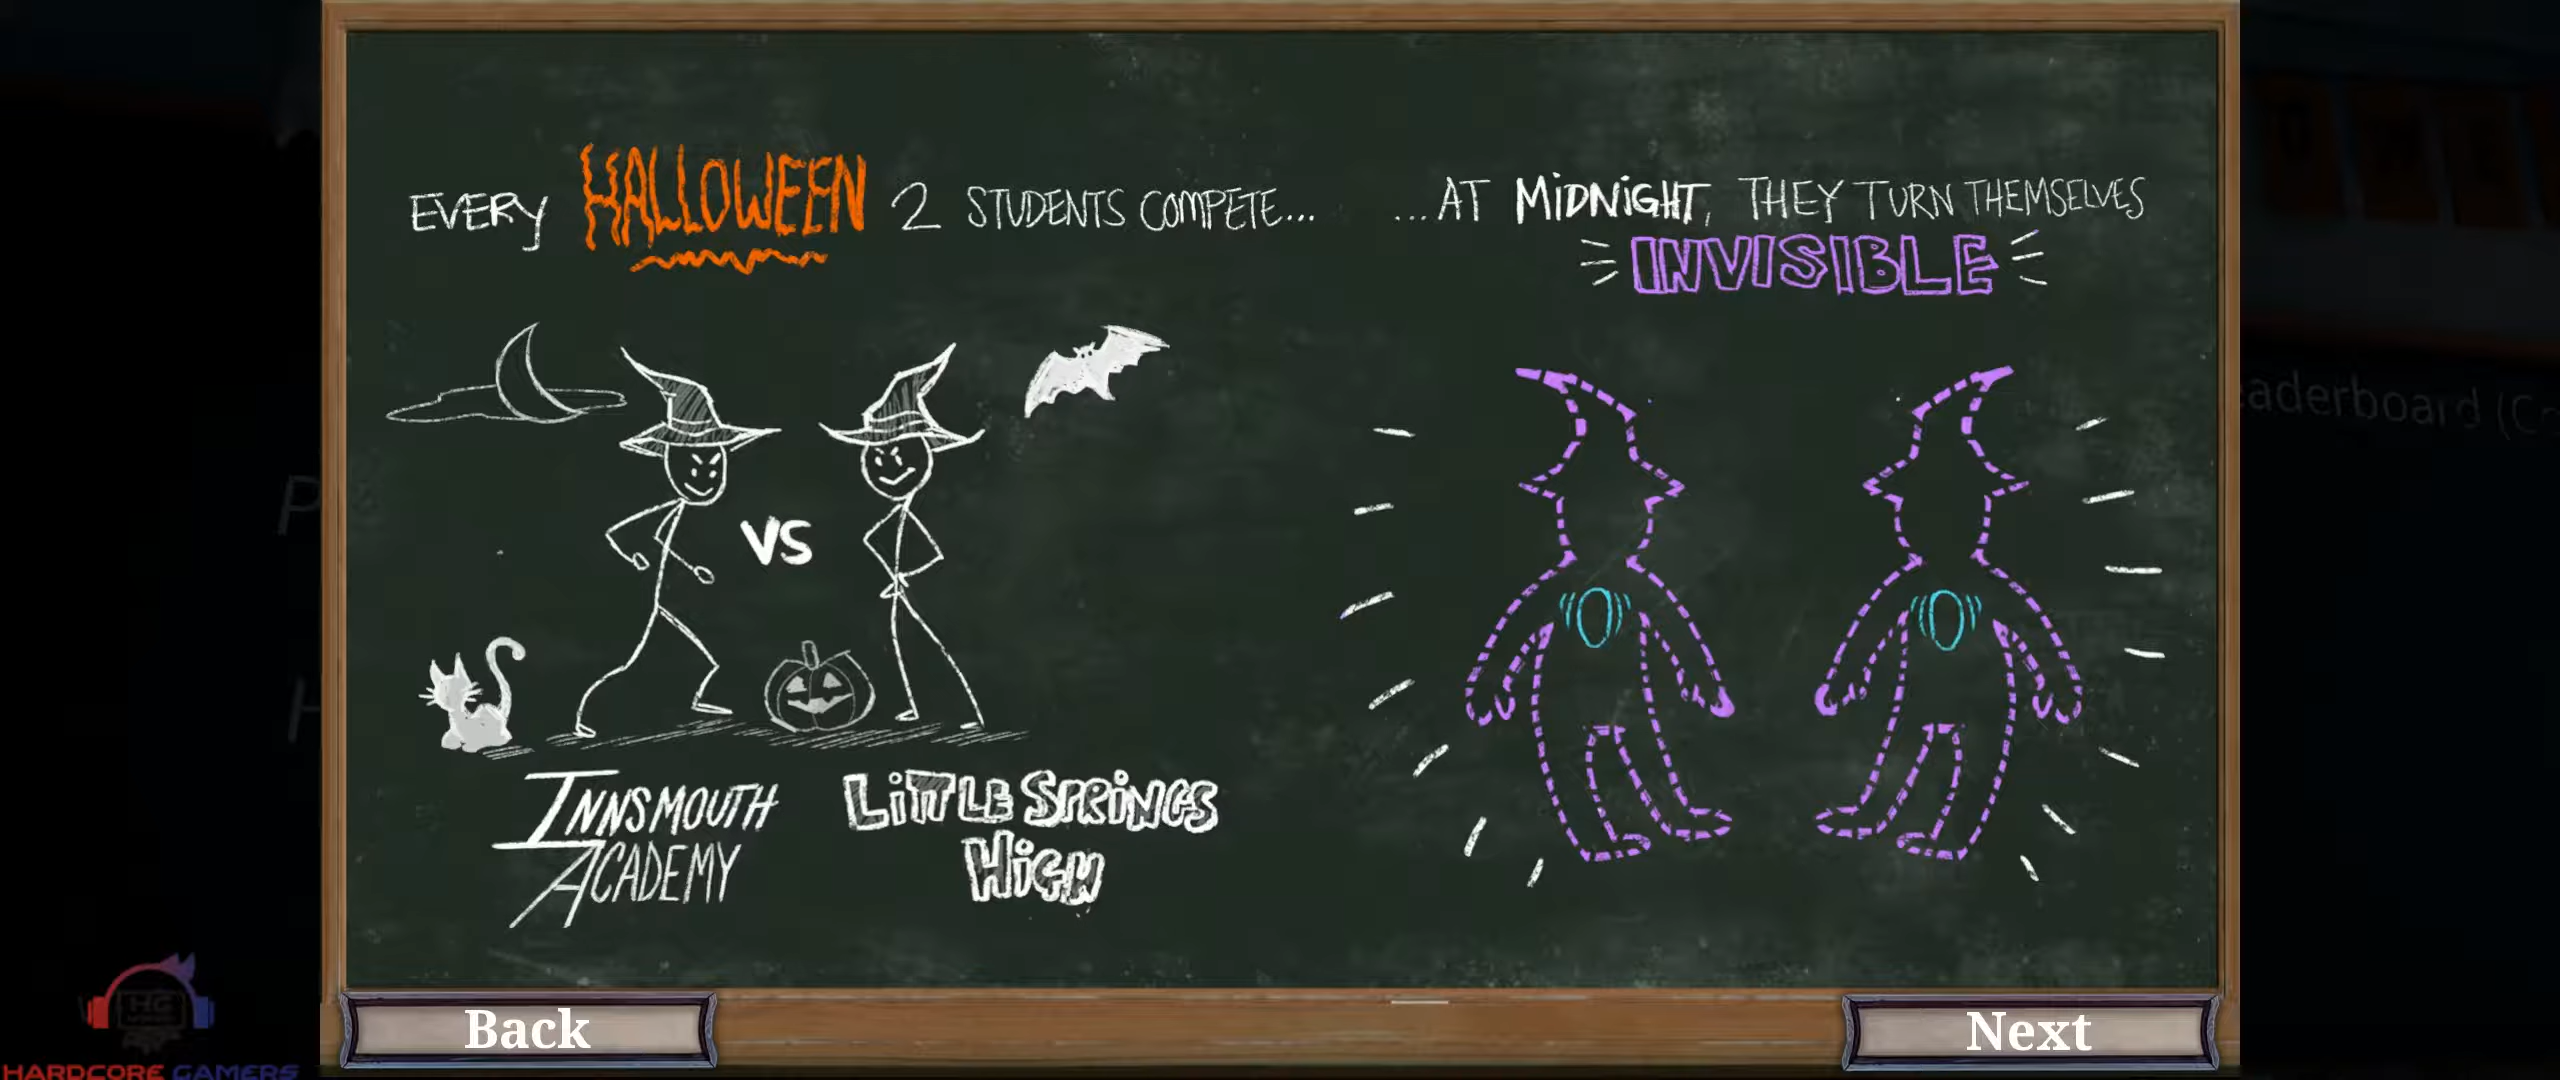 EVERY HALLOWEEN 2 STUDENTS COMPETE...
...AT MIDNIGHT, THEY TURN THEMSELVES
INVISIBLE
VS
INNSMOUTH
ACADEMY
LITTLE SPRINGS
HIGH
Back
Next
HG
HARDCORE GAMERS